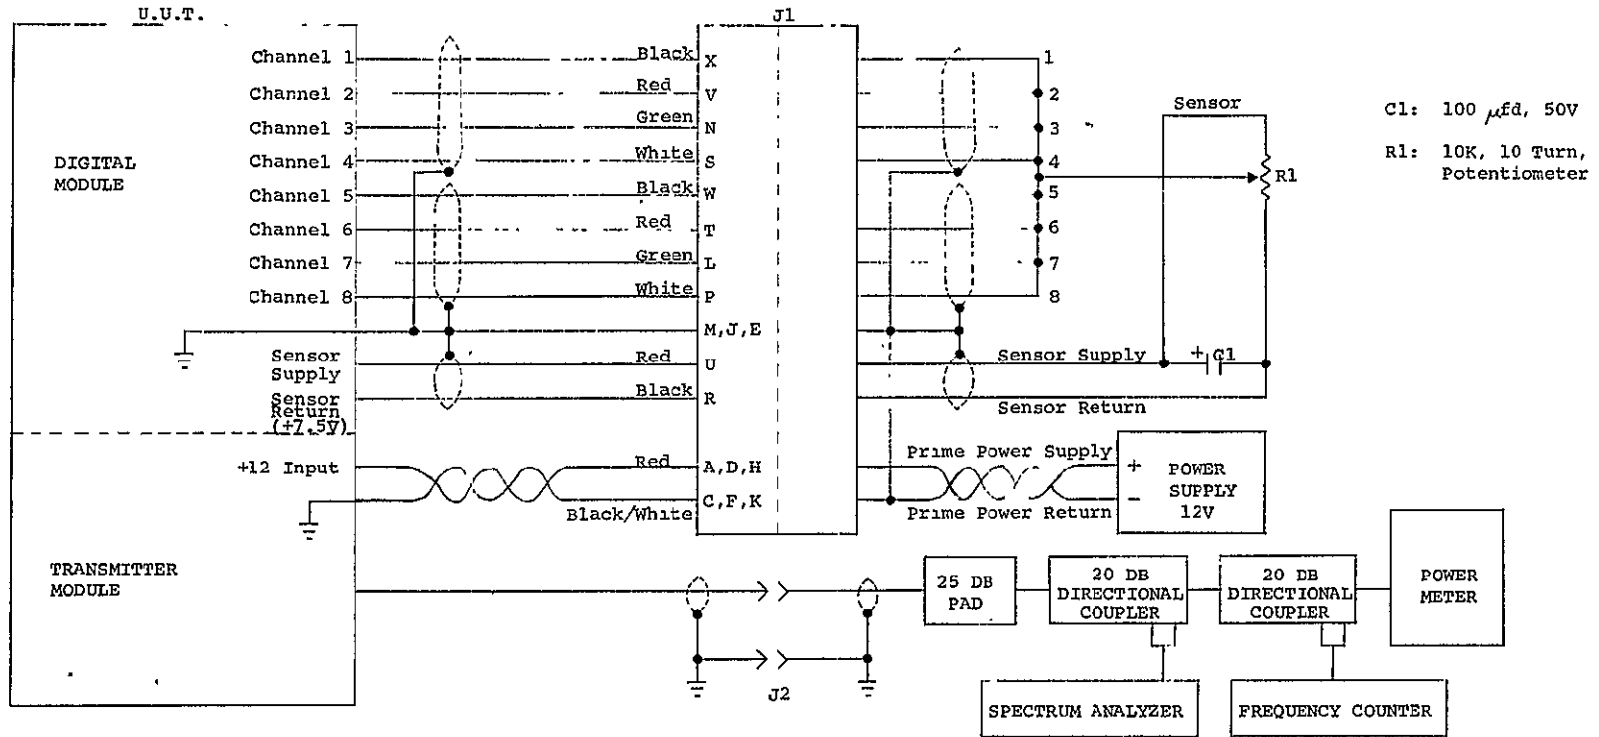 U.U.T.
J1
Channel 1 Black X 1
Channel 2 Red V 2
Channel 3 Green N 3
Channel 4 White S 4
Channel 5 Black W 5
Channel 6 Red T 6
Channel 7 Green L 7
Channel 8 White P 8
DIGITAL
MODULE
M,J,E
Sensor
Supply
Red U
Sensor Supply
Sensor
Return
(+7.5V)
Black R
Sensor Return
Sensor
R1
+ C1
C1: 100 μfd, 50V
R1: 10K, 10 Turn,
Potentiometer
+12 Input Red A,D,H
Prime Power Supply
Black/White C,F,K
Prime Power Return
+
-
POWER
SUPPLY
12V
TRANSMITTER
MODULE
J2
25 DB
PAD
20 DB
DIRECTIONAL
COUPLER
20 DB
DIRECTIONAL
COUPLER
POWER
METER
SPECTRUM ANALYZER
FREQUENCY COUNTER